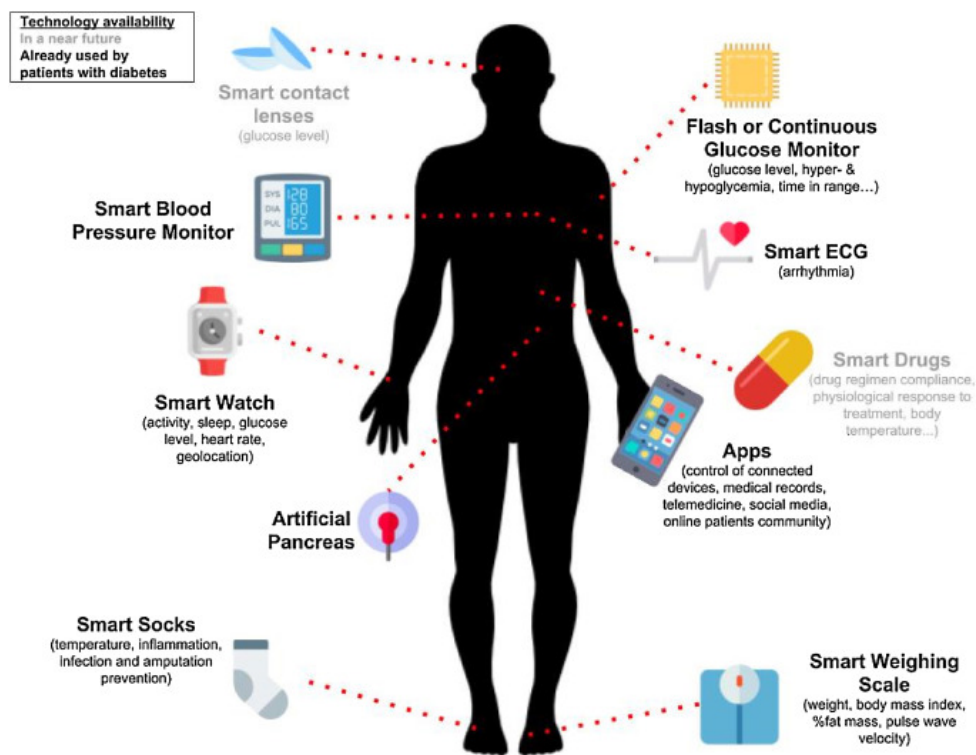 Technology availability
In a near future
Already used by
patients with diabetes
Smart contact
lenses
(glucose level)
Flash or Continuous
Glucose Monitor
(glucose level, hyper- &
hypoglycemia, time in range...)
Smart Blood
Pressure Monitor
SYS 128
DIA 80
PUL 165
Smart ECG
(arrhythmia)
Smart Watch
(activity, sleep, glucose
level, heart rate,
geolocation)
Smart Drugs
(drug regimen compliance,
physiological response to
treatment, body
temperature...)
Apps
(control of connected
devices, medical records,
telemedicine, social media,
online patients community)
Artificial
Pancreas
Smart Socks
(temperature, inflammation,
infection and amputation
prevention)
Smart Weighing
Scale
(weight, body mass index,
%fat mass, pulse wave
velocity)